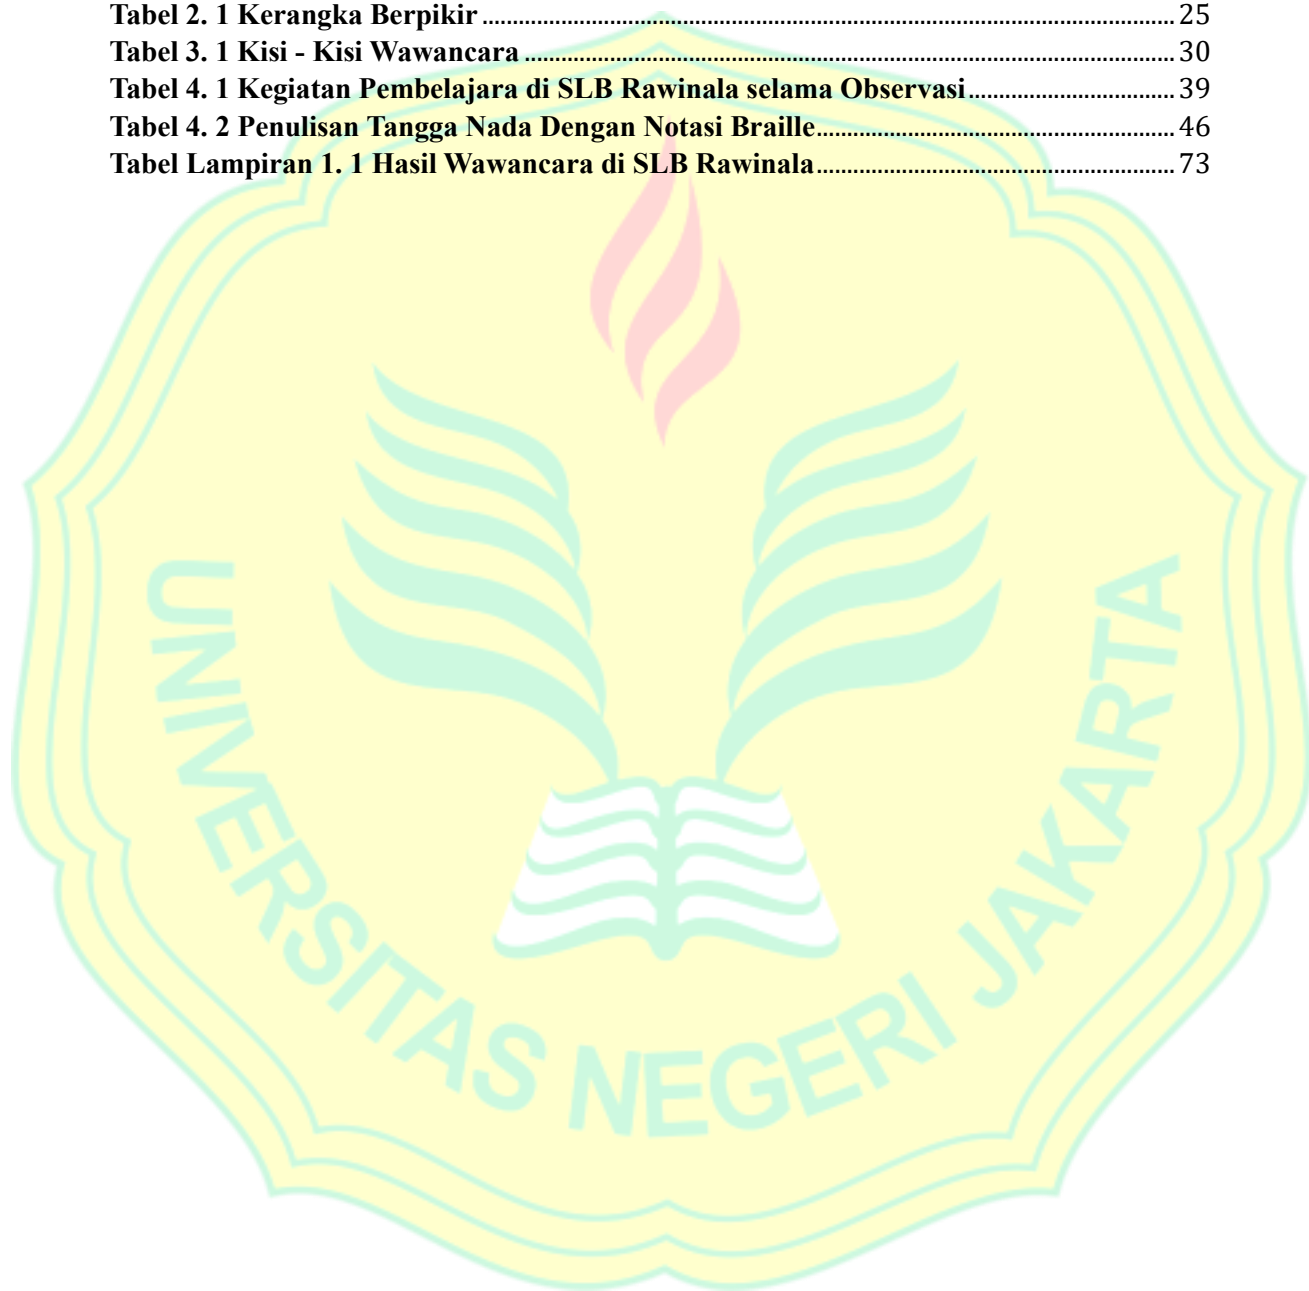 Tabel 2. 1 Kerangka Berpikir ........................................................................................................ 25
Tabel 3. 1 Kisi - Kisi Wawancara .................................................................................................. 30
Tabel 4. 1 Kegiatan Pembelajara di SLB Rawinala selama Observasi ................................ 39
Tabel 4. 2 Penulisan Tangga Nada Dengan Notasi Braille ...................................................... 46
Tabel Lampiran 1. 1 Hasil Wawancara di SLB Rawinala ...................................................... 73
UNIVERSITAS NEGERI JAKARTA